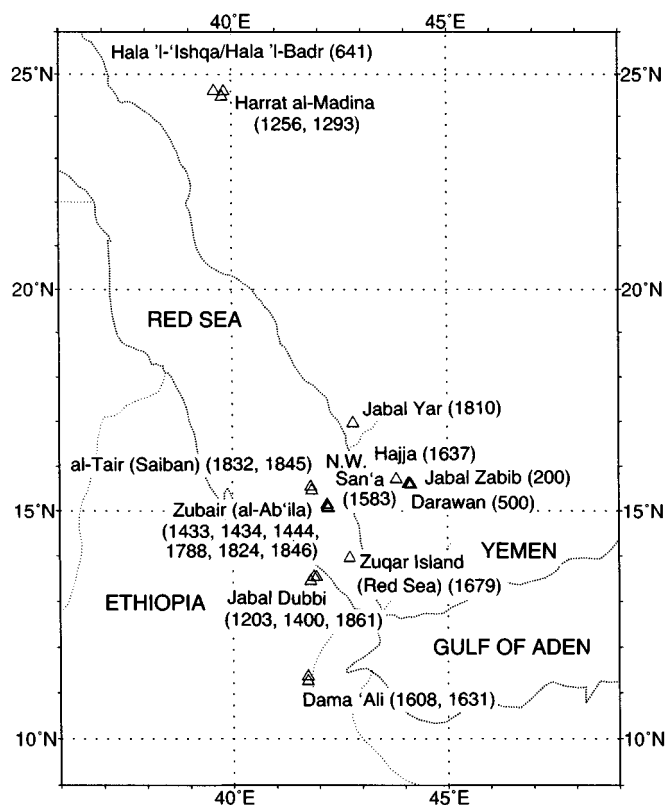 40°E 45°E
Hala 'l-'Ishqa/Hala 'l-Badr (641)
25°N 25°N
Harrat al-Madina
(1256, 1293)
20°N 20°N
RED SEA
Jabal Yar (1810)
N.W. Hajja (1637)
al-Tair (Saiban) (1832, 1845)
San'a Jabal Zabib (200)
(1583) Darawan (500)
15°N 15°N
Zubair (al-Ab'ila)
(1433, 1434, 1444,
1788, 1824, 1846)
YEMEN
Zuqar Island
(Red Sea) (1679)
ETHIOPIA
Jabal Dubbi
(1203, 1400, 1861)
GULF OF ADEN
Dama 'Ali (1608, 1631)
10°N 10°N
40°E 45°E